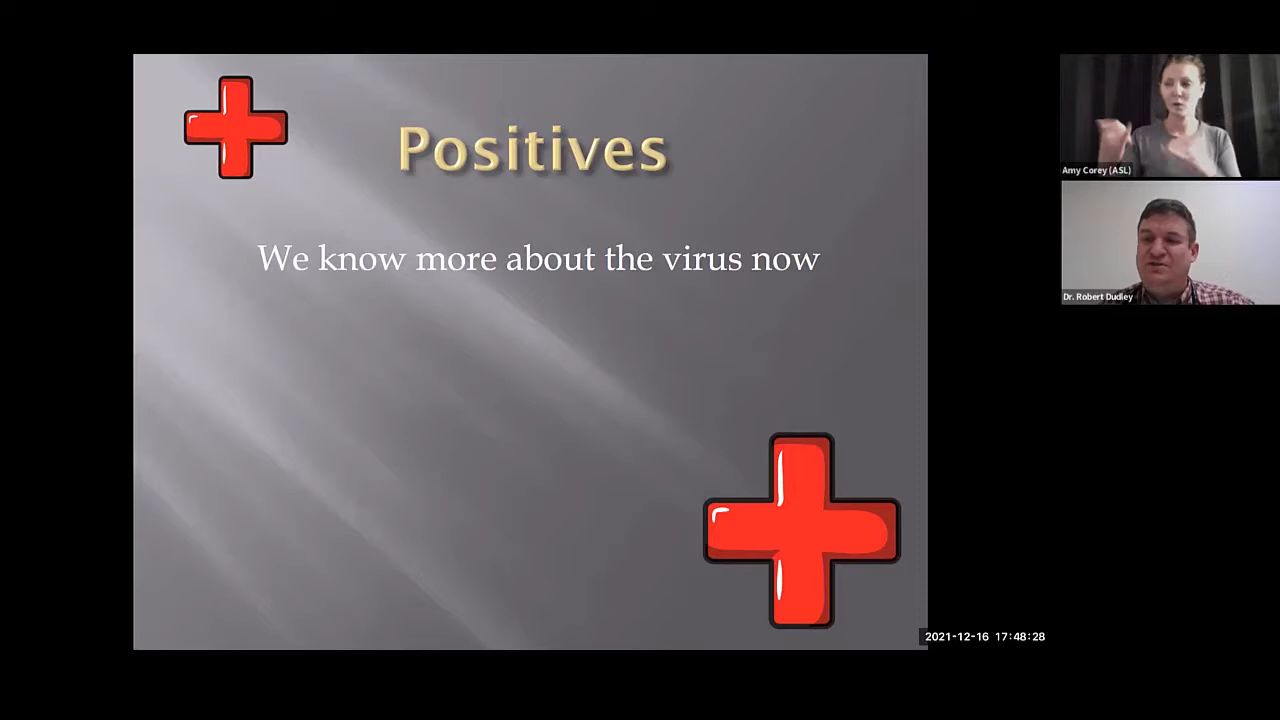 Positives
We know more about the virus now
Amy Corey (ASL)
Dr. Robert Dudley
2021-12-16 17:48:28